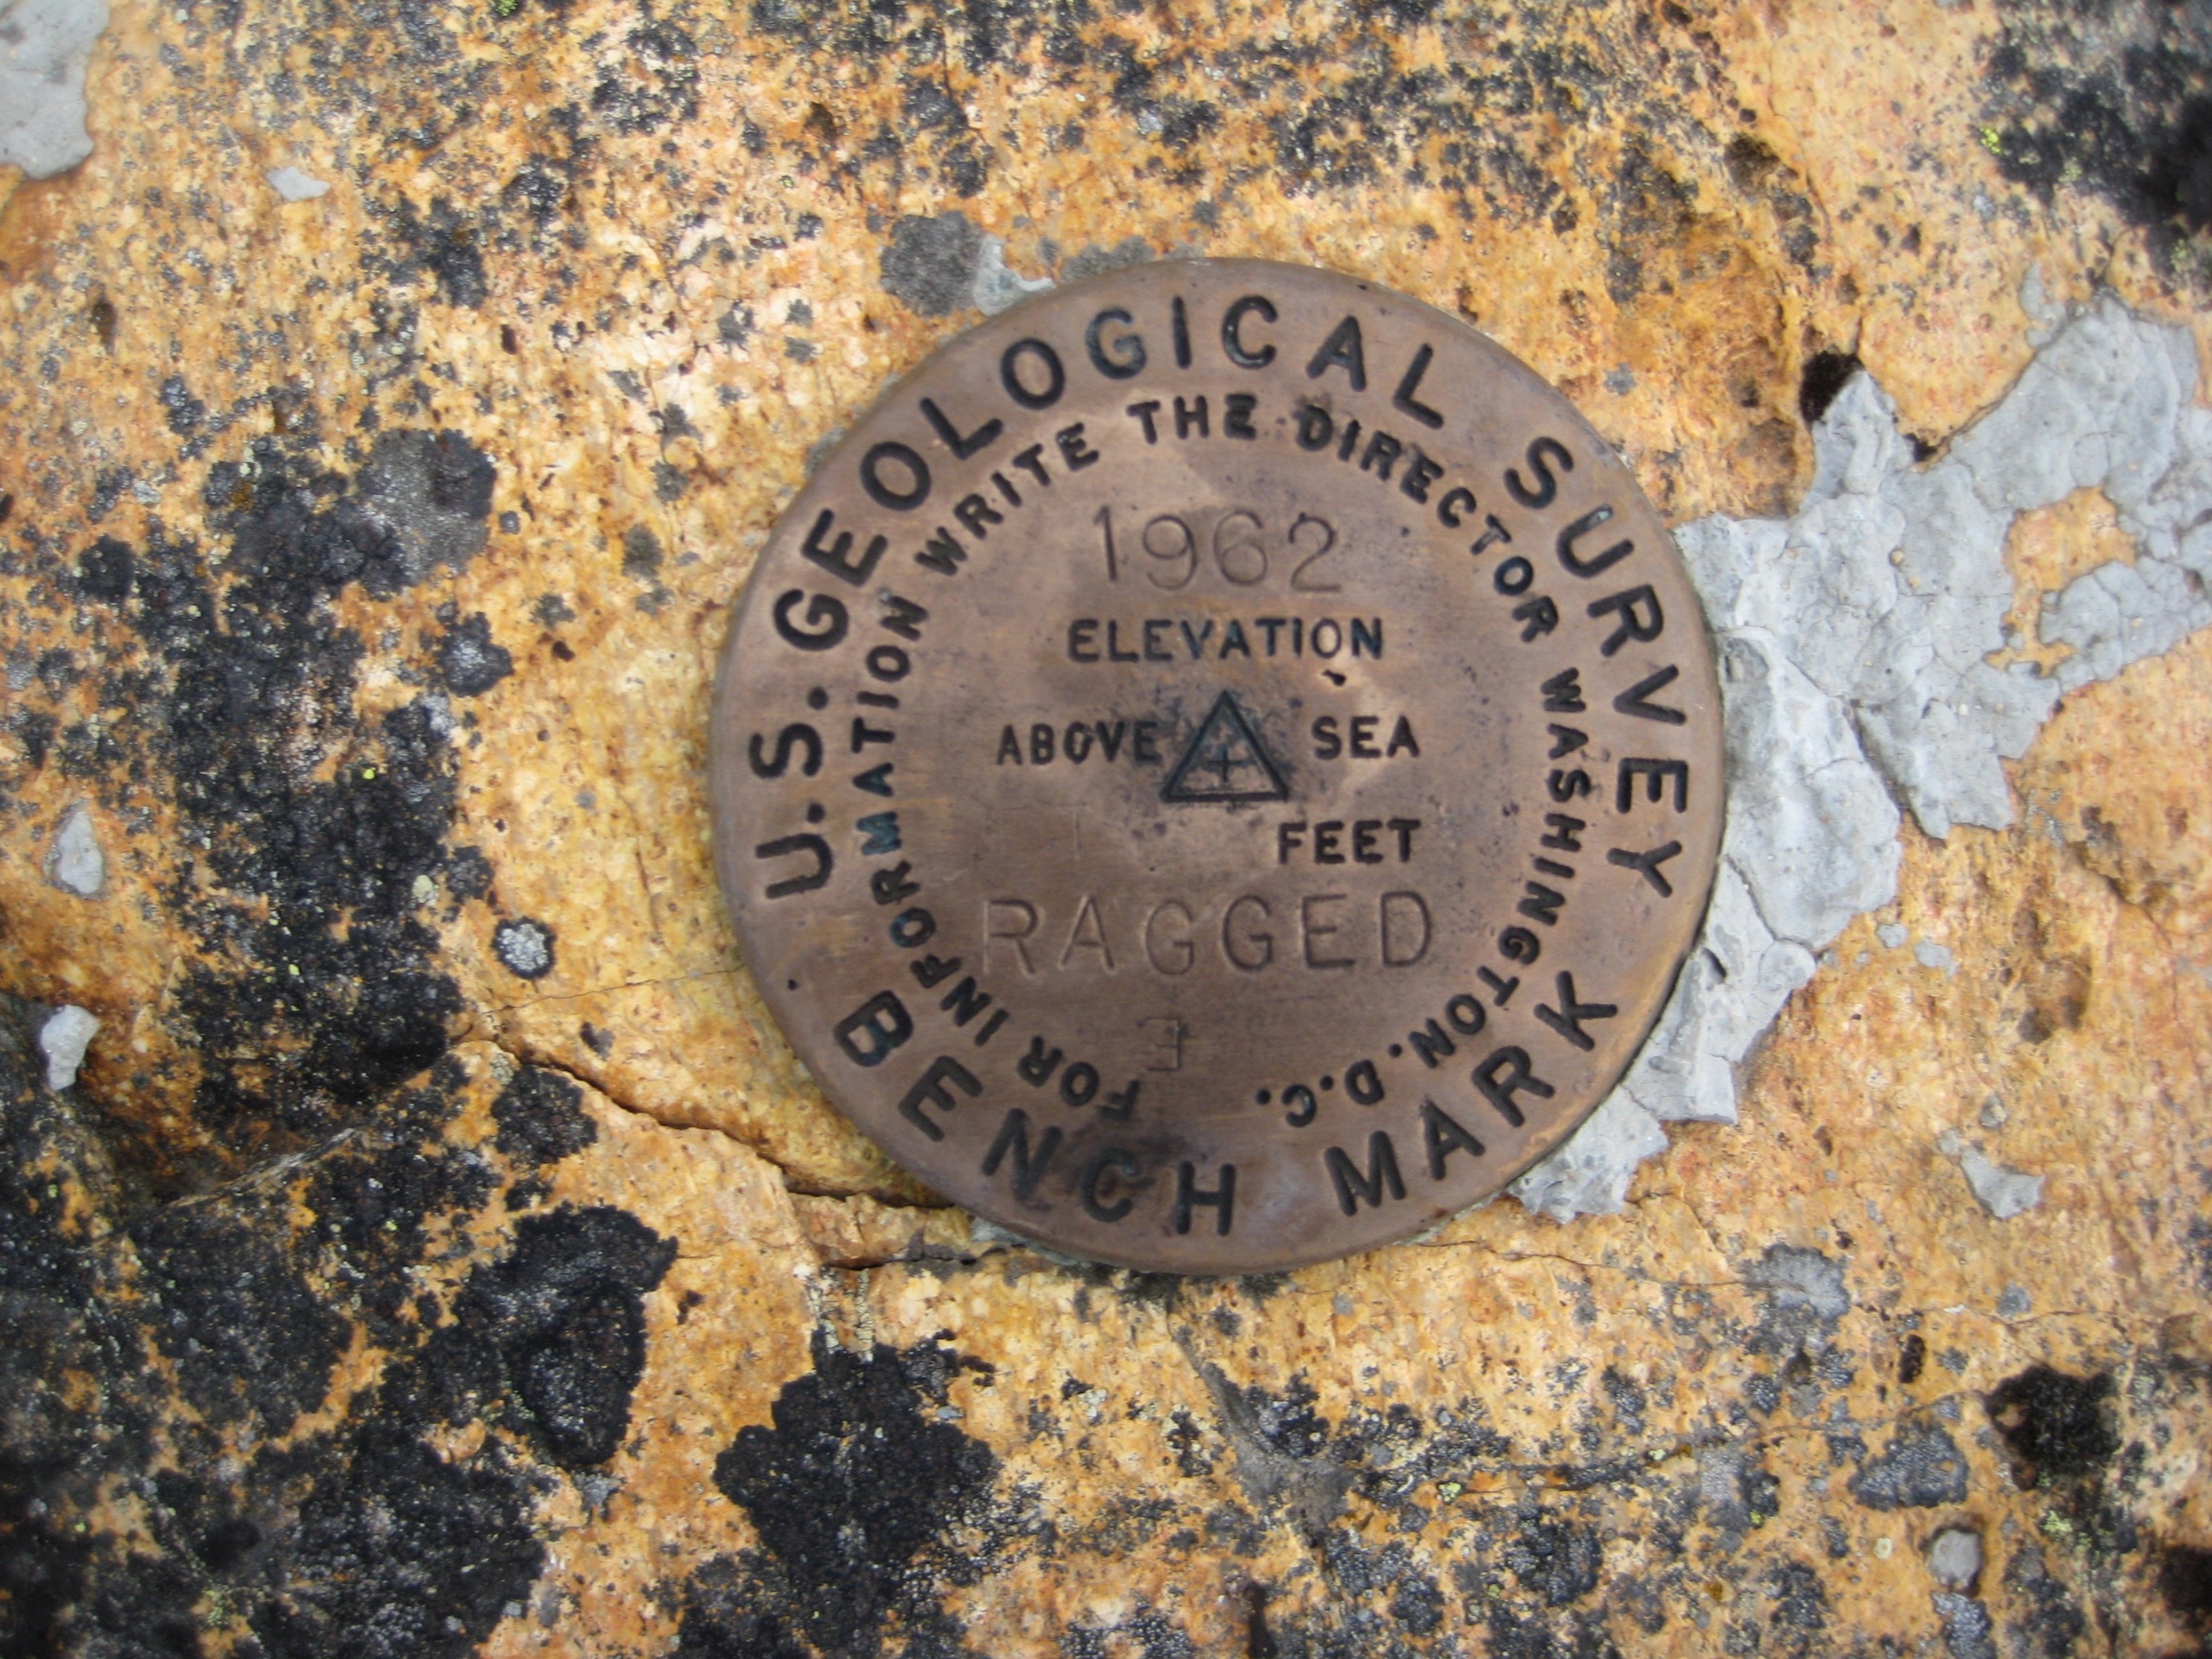 U.S. GEOLOGICAL SURVEY
FOR INFORMATION WRITE THE DIRECTOR WASHINGTON. D.C.
1962
ELEVATION
ABOVE SEA
FEET
RAGGED
BENCH MARK